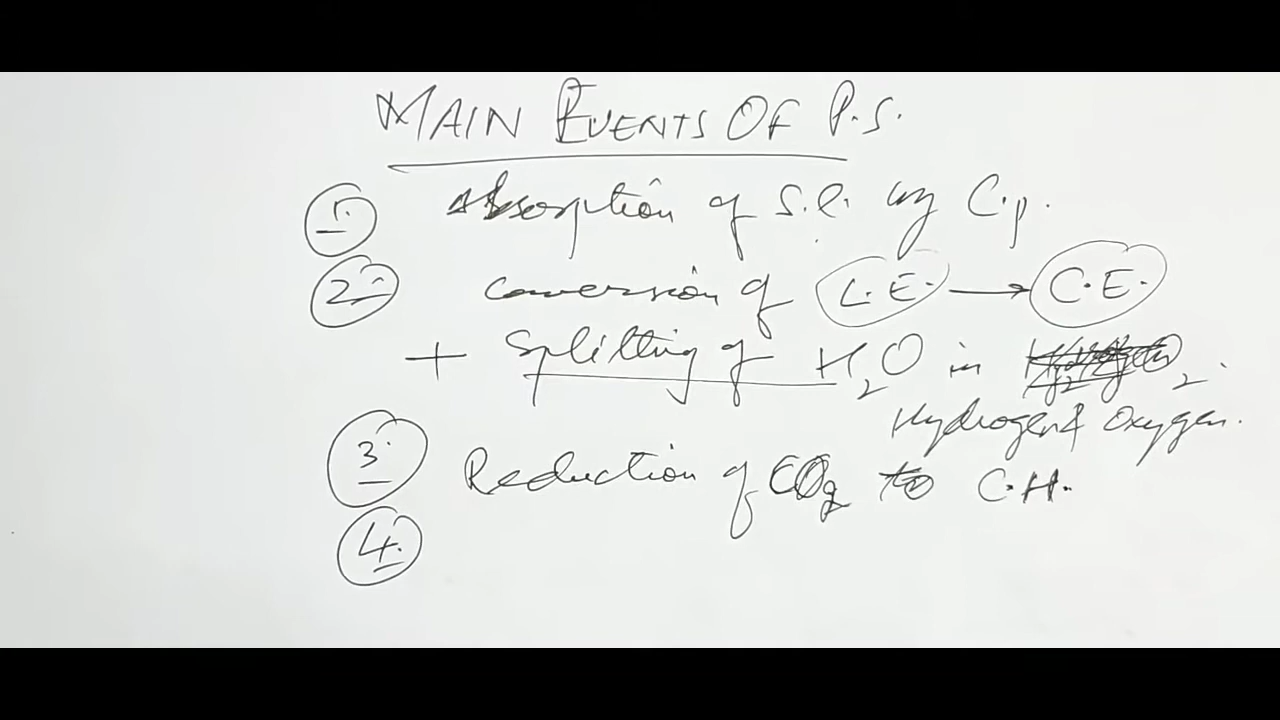 MAIN EVENTS OF P.S.
1. Absorption of S.l. by C.p.
2. Conversion of L.E. → C.E.
+ Splitting of H2O in
Hydrogen & Oxygen.
3. Reduction of CO2 to C.H.
4.